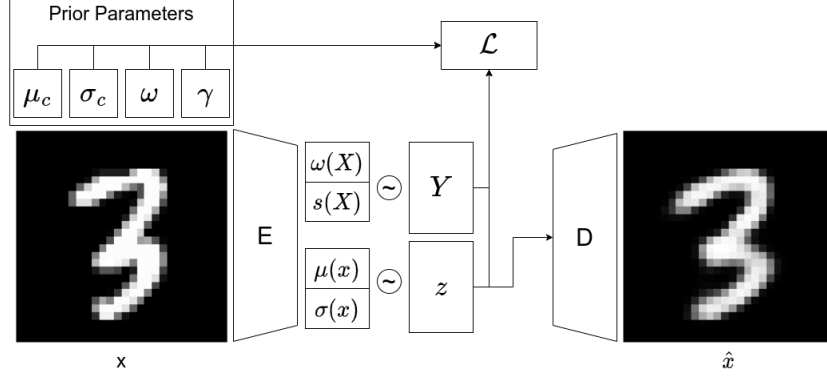 Prior Parameters
μ_c σ_c ω γ
ℒ
E
ω(X)
s(X)
~
Y
μ(x)
σ(x)
~
z
D
x
x̂